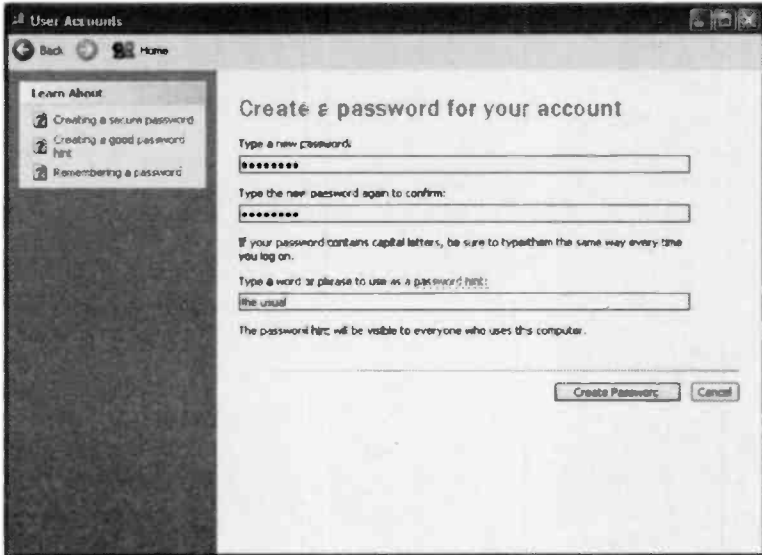 User Accounts
Back Home
Learn About
Creating a secure password
Creating a good password
hint
Remembering a password
Create a password for your account
Type a new password:
Type the new password again to confirm:
If your password contains capital letters, be sure to type them the same way every time
you log on.
Type a word or phrase to use as a password hint:
the usual
The password hint will be visible to everyone who uses this computer.
Create Password Cancel